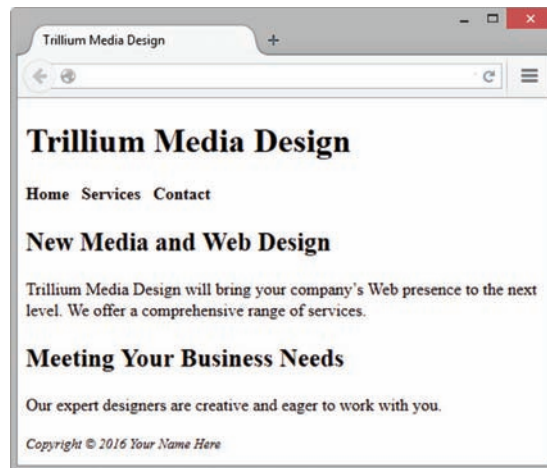 Trillium Media Design
Trillium Media Design
Home Services Contact
New Media and Web Design
Trillium Media Design will bring your company’s Web presence to the next
level. We offer a comprehensive range of services.
Meeting Your Business Needs
Our expert designers are creative and eager to work with you.
Copyright © 2016 Your Name Here